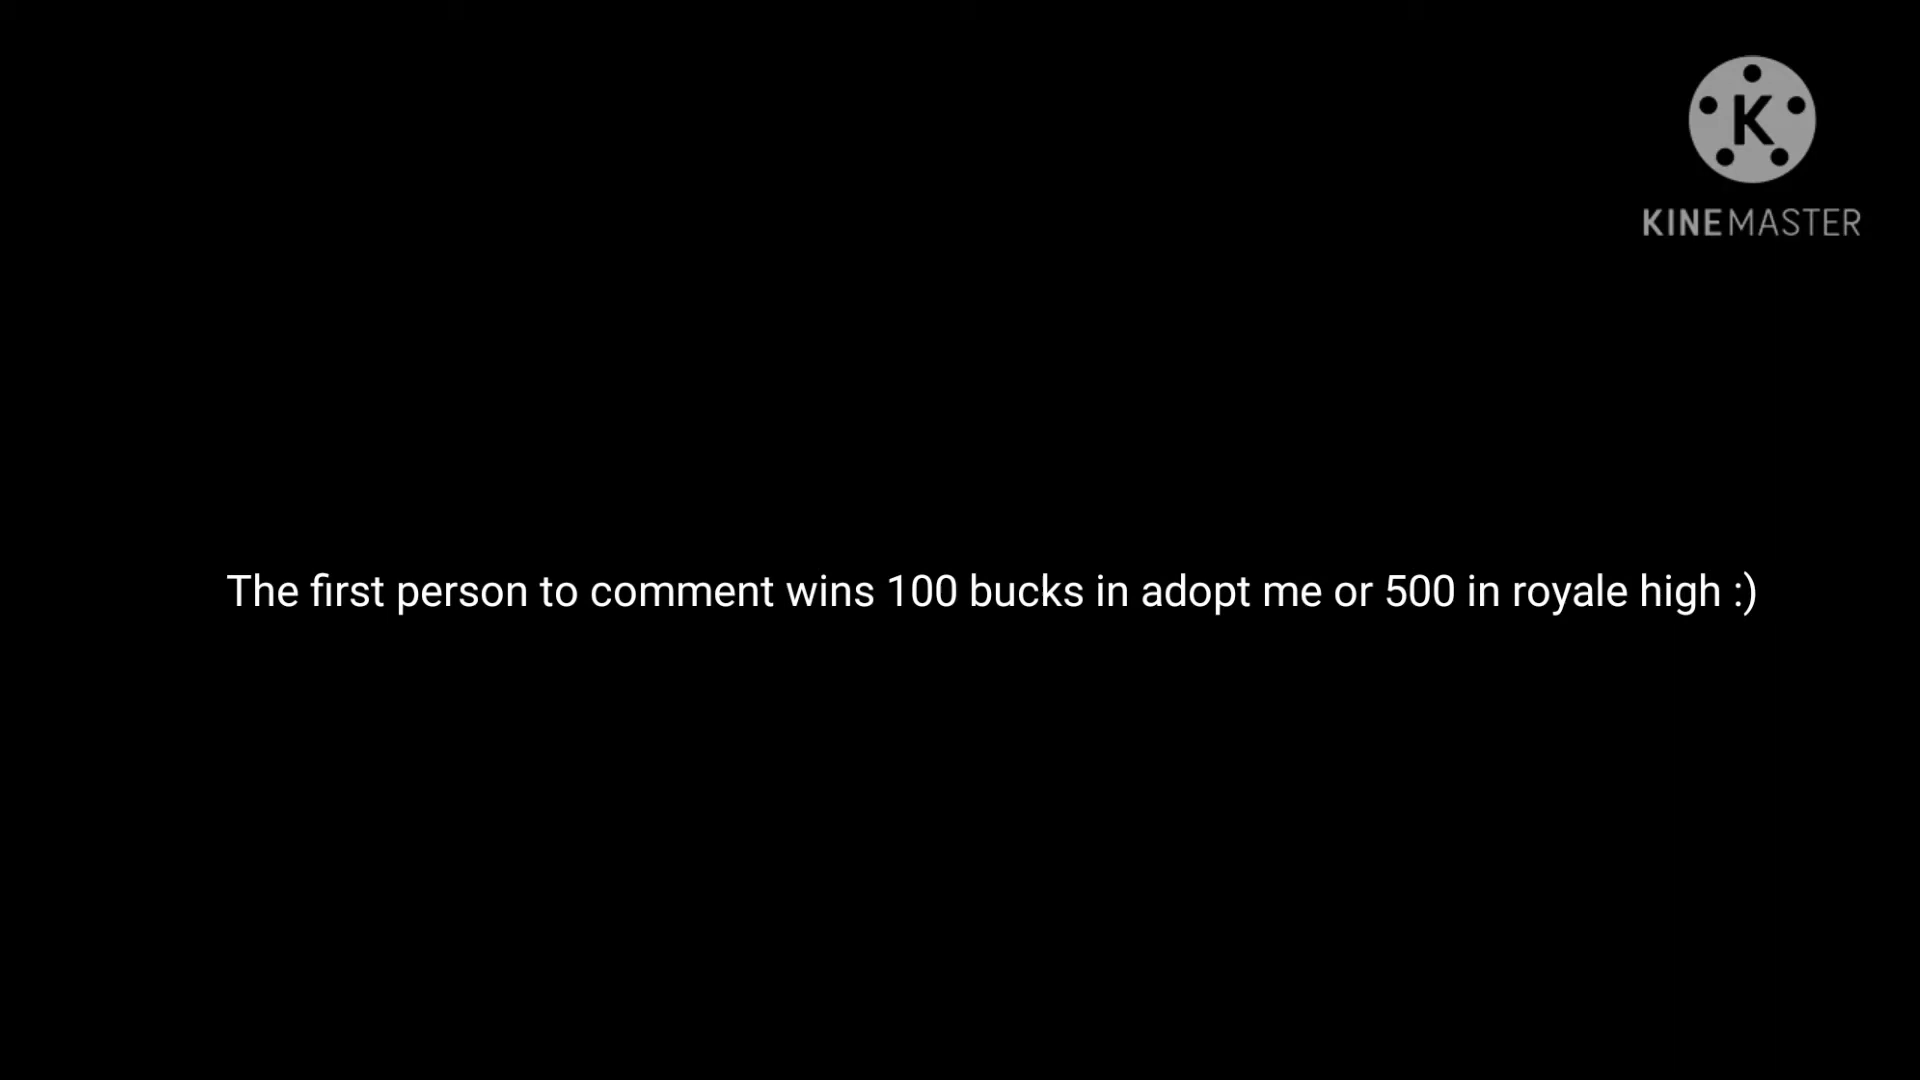 K
KINEMASTER
The first person to comment wins 100 bucks in adopt me or 500 in royale high :)